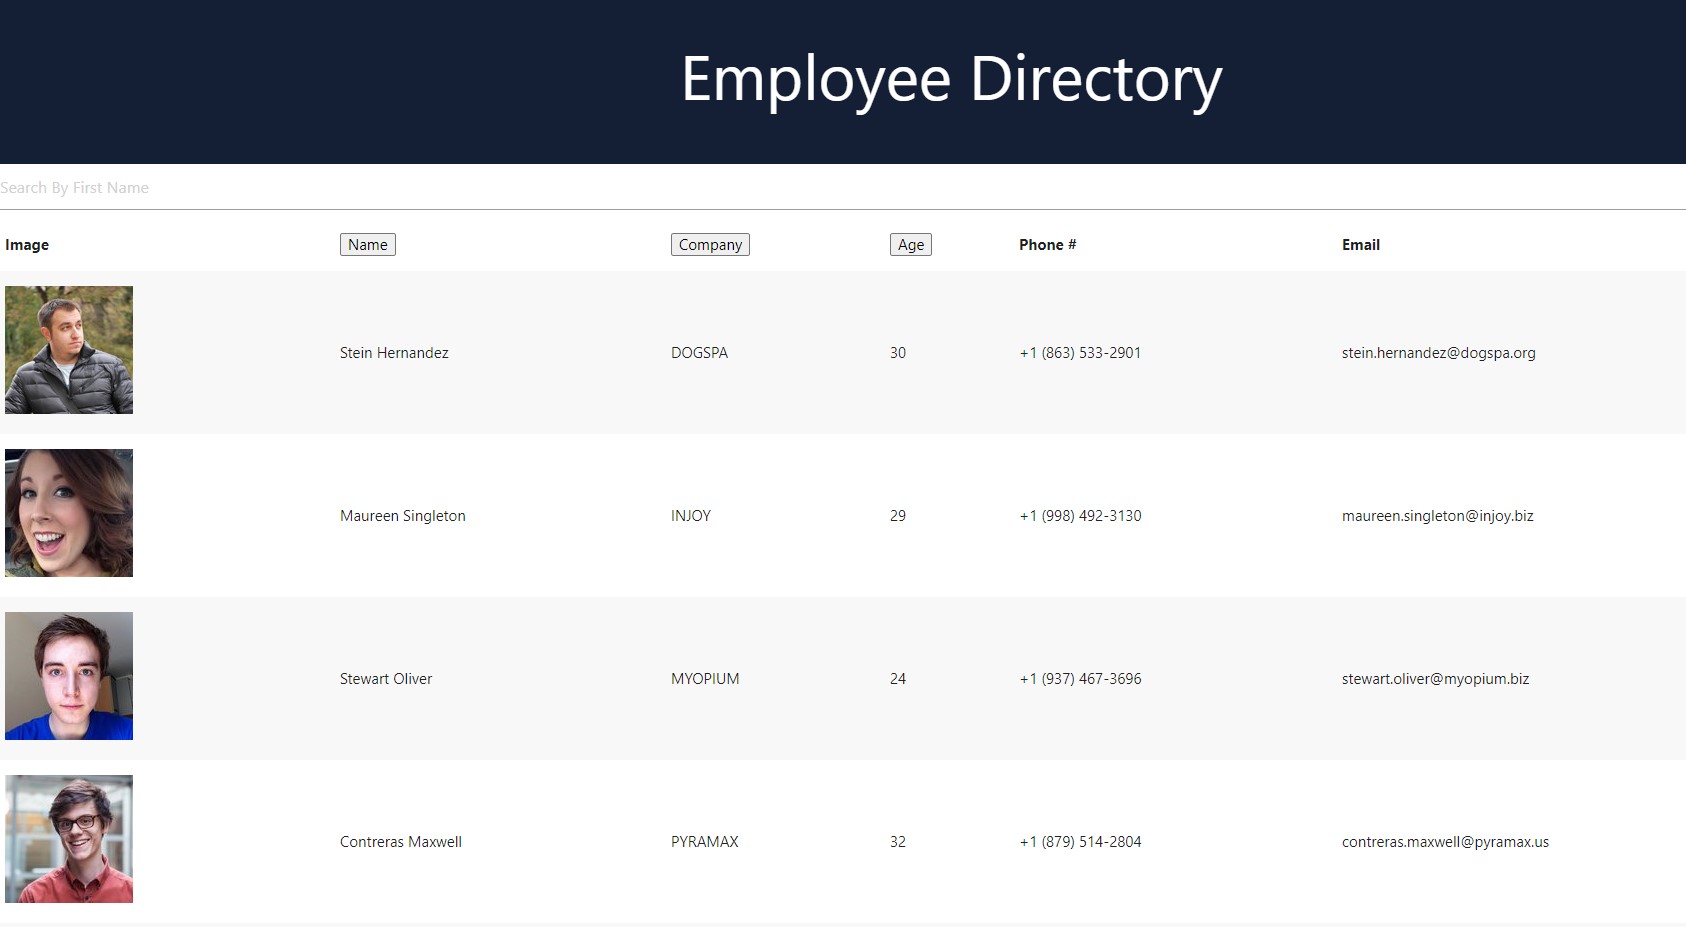 Employee Directory
Search By First Name
Image Name Company Age Phone # Email
Stein Hernandez DOGSPA 30 +1 (863) 533-2901 stein.hernandez@dogspa.org
Maureen Singleton INJOY 29 +1 (998) 492-3130 maureen.singleton@injoy.biz
Stewart Oliver MYOPIUM 24 +1 (937) 467-3696 stewart.oliver@myopium.biz
Contreras Maxwell PYRAMAX 32 +1 (879) 514-2804 contreras.maxwell@pyramax.us